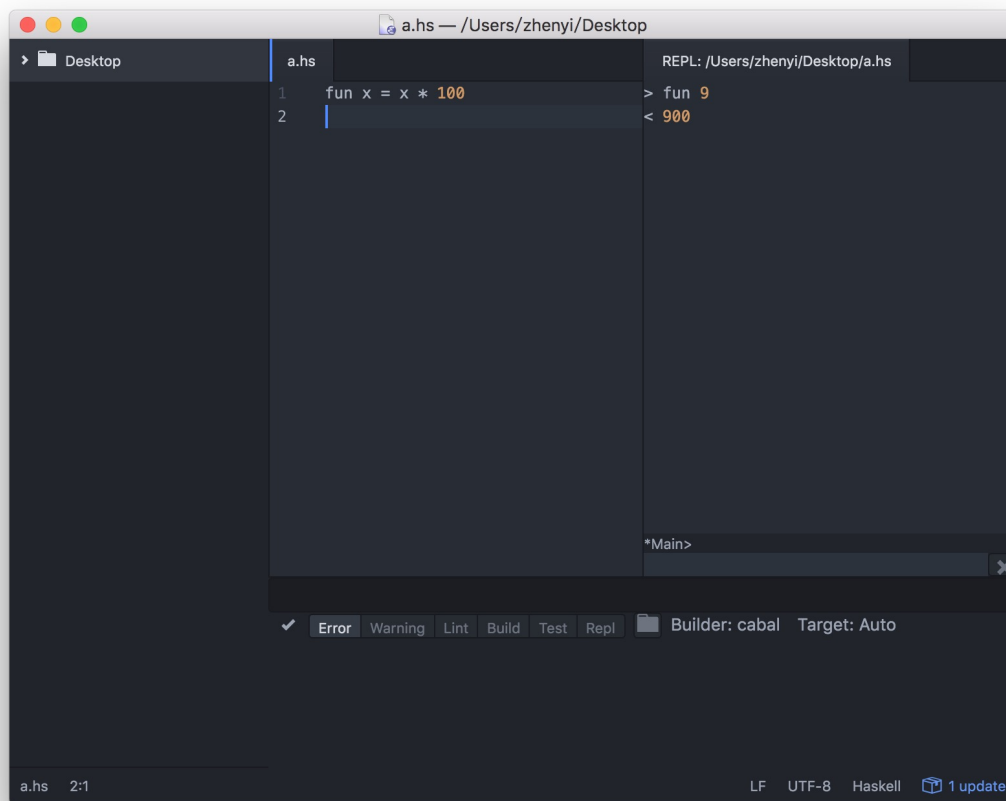 a.hs — /Users/zhenyi/Desktop
Desktop
a.hs
REPL: /Users/zhenyi/Desktop/a.hs
1 fun x = x * 100
2
> fun 9
< 900
*Main>
Error Warning Lint Build Test Repl Builder: cabal Target: Auto
a.hs 2:1 LF UTF-8 Haskell 1 update